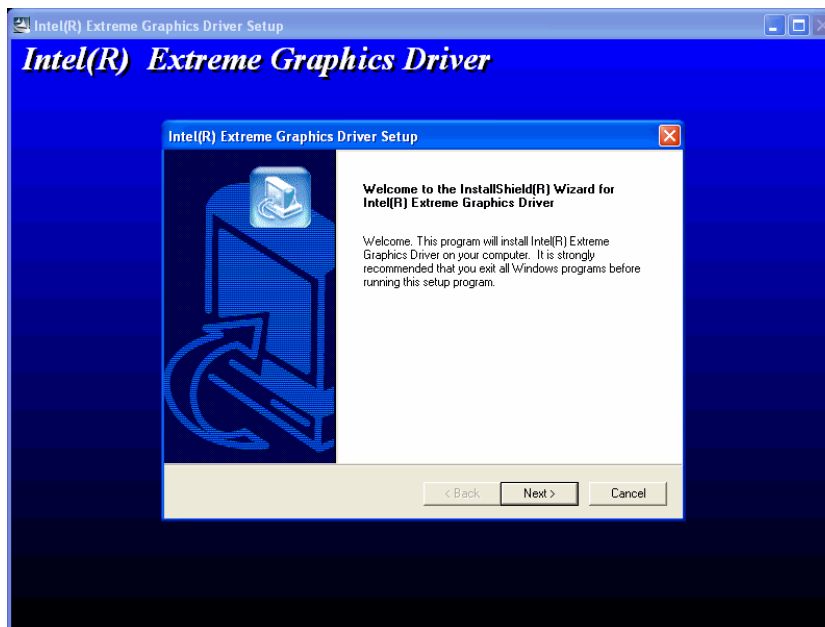 Intel(R) Extreme Graphics Driver Setup
Intel(R) Extreme Graphics Driver
Intel(R) Extreme Graphics Driver Setup
Welcome to the InstallShield(R) Wizard for
Intel(R) Extreme Graphics Driver
Welcome. This program will install Intel(R) Extreme
Graphics Driver on your computer. It is strongly
recommended that you exit all Windows programs before
running this setup program.
< Back
Next >
Cancel